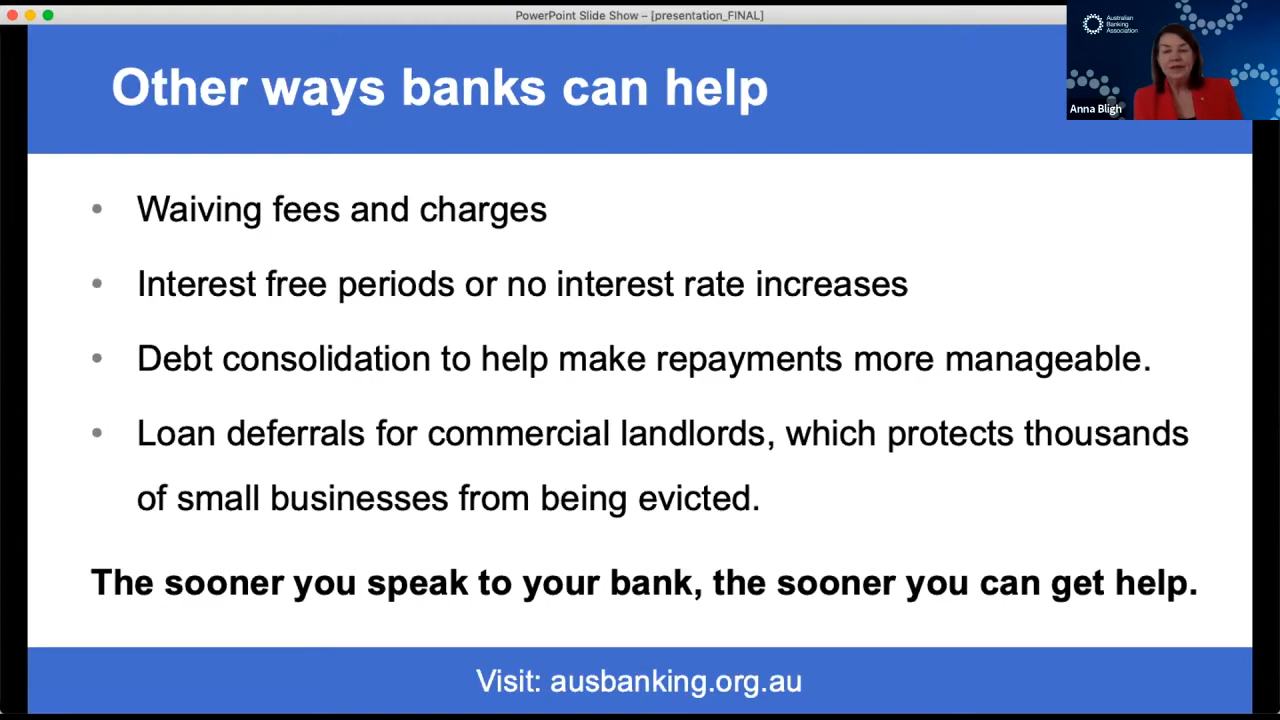 PowerPoint Slide Show – [presentation_FINAL]
Other ways banks can help
Australian
Banking
Association
Anna Bligh
• Waiving fees and charges
• Interest free periods or no interest rate increases
• Debt consolidation to help make repayments more manageable.
• Loan deferrals for commercial landlords, which protects thousands
of small businesses from being evicted.
The sooner you speak to your bank, the sooner you can get help.
Visit: ausbanking.org.au